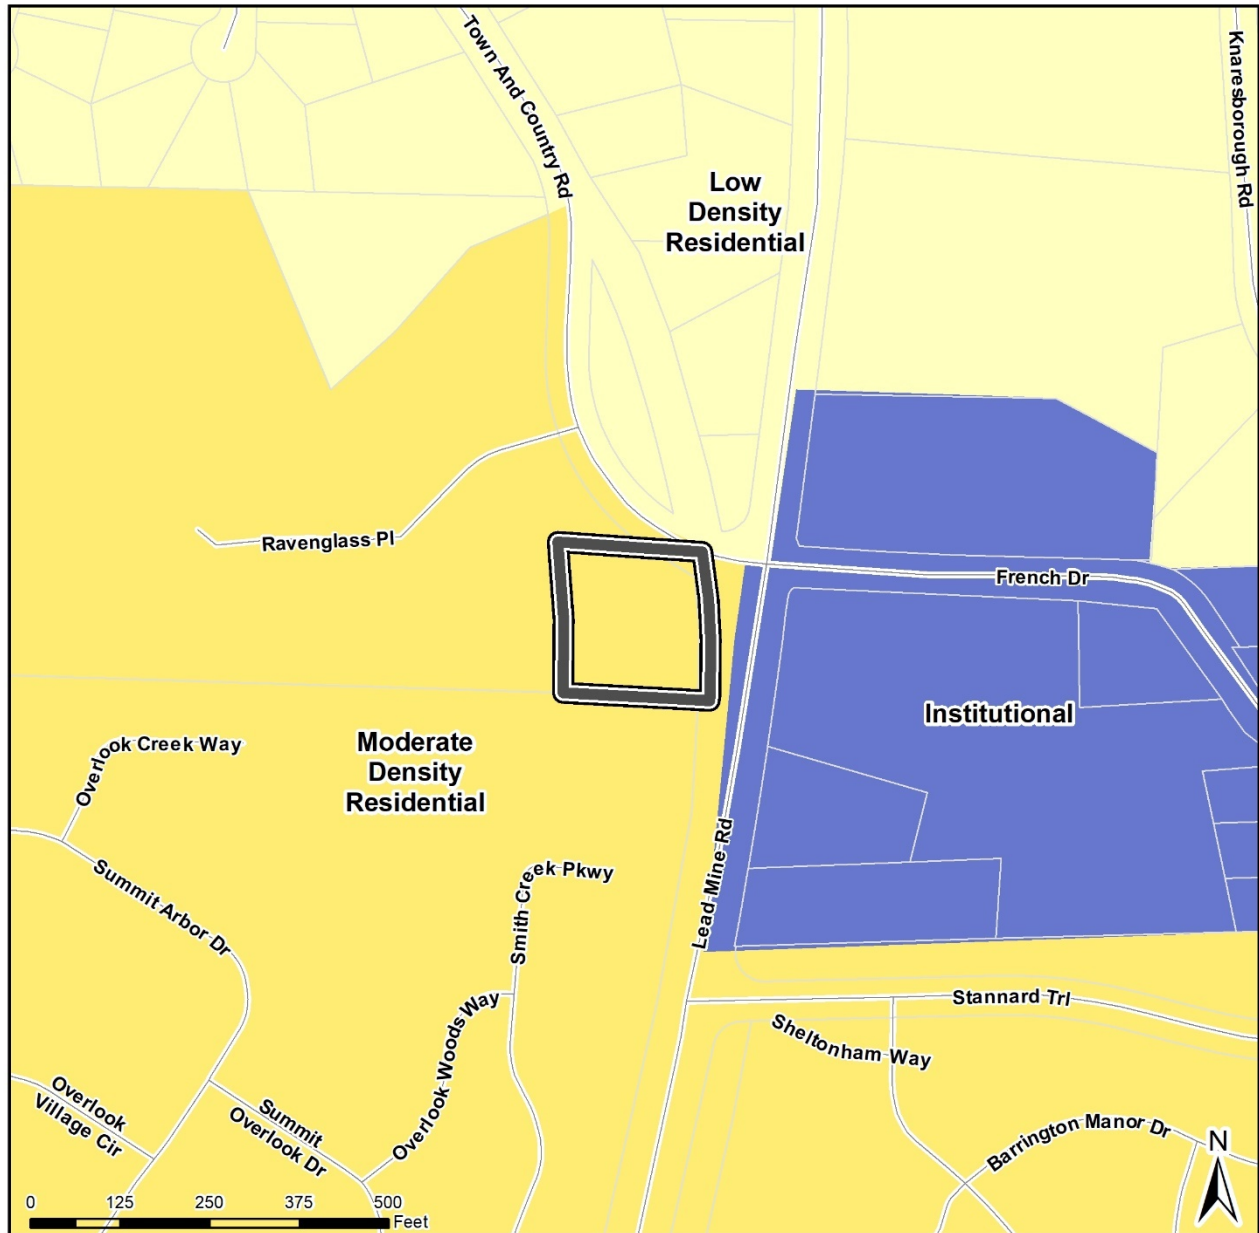 Town And Country Rd
Knaresborough Rd
Low
Density
Residential
Ravenglass Pl
French Dr
Institutional
Moderate
Density
Residential
Overlook Creek Way
Summit Arbor Dr
Smith Creek Pkwy
Lead Mine Rd
Overlook Woods Way
Stannard Trl
Sheltonham Way
Overlook
Village Cir
Summit
Overlook Dr
Barrington Manor Dr
N
0 125 250 375 500
Feet